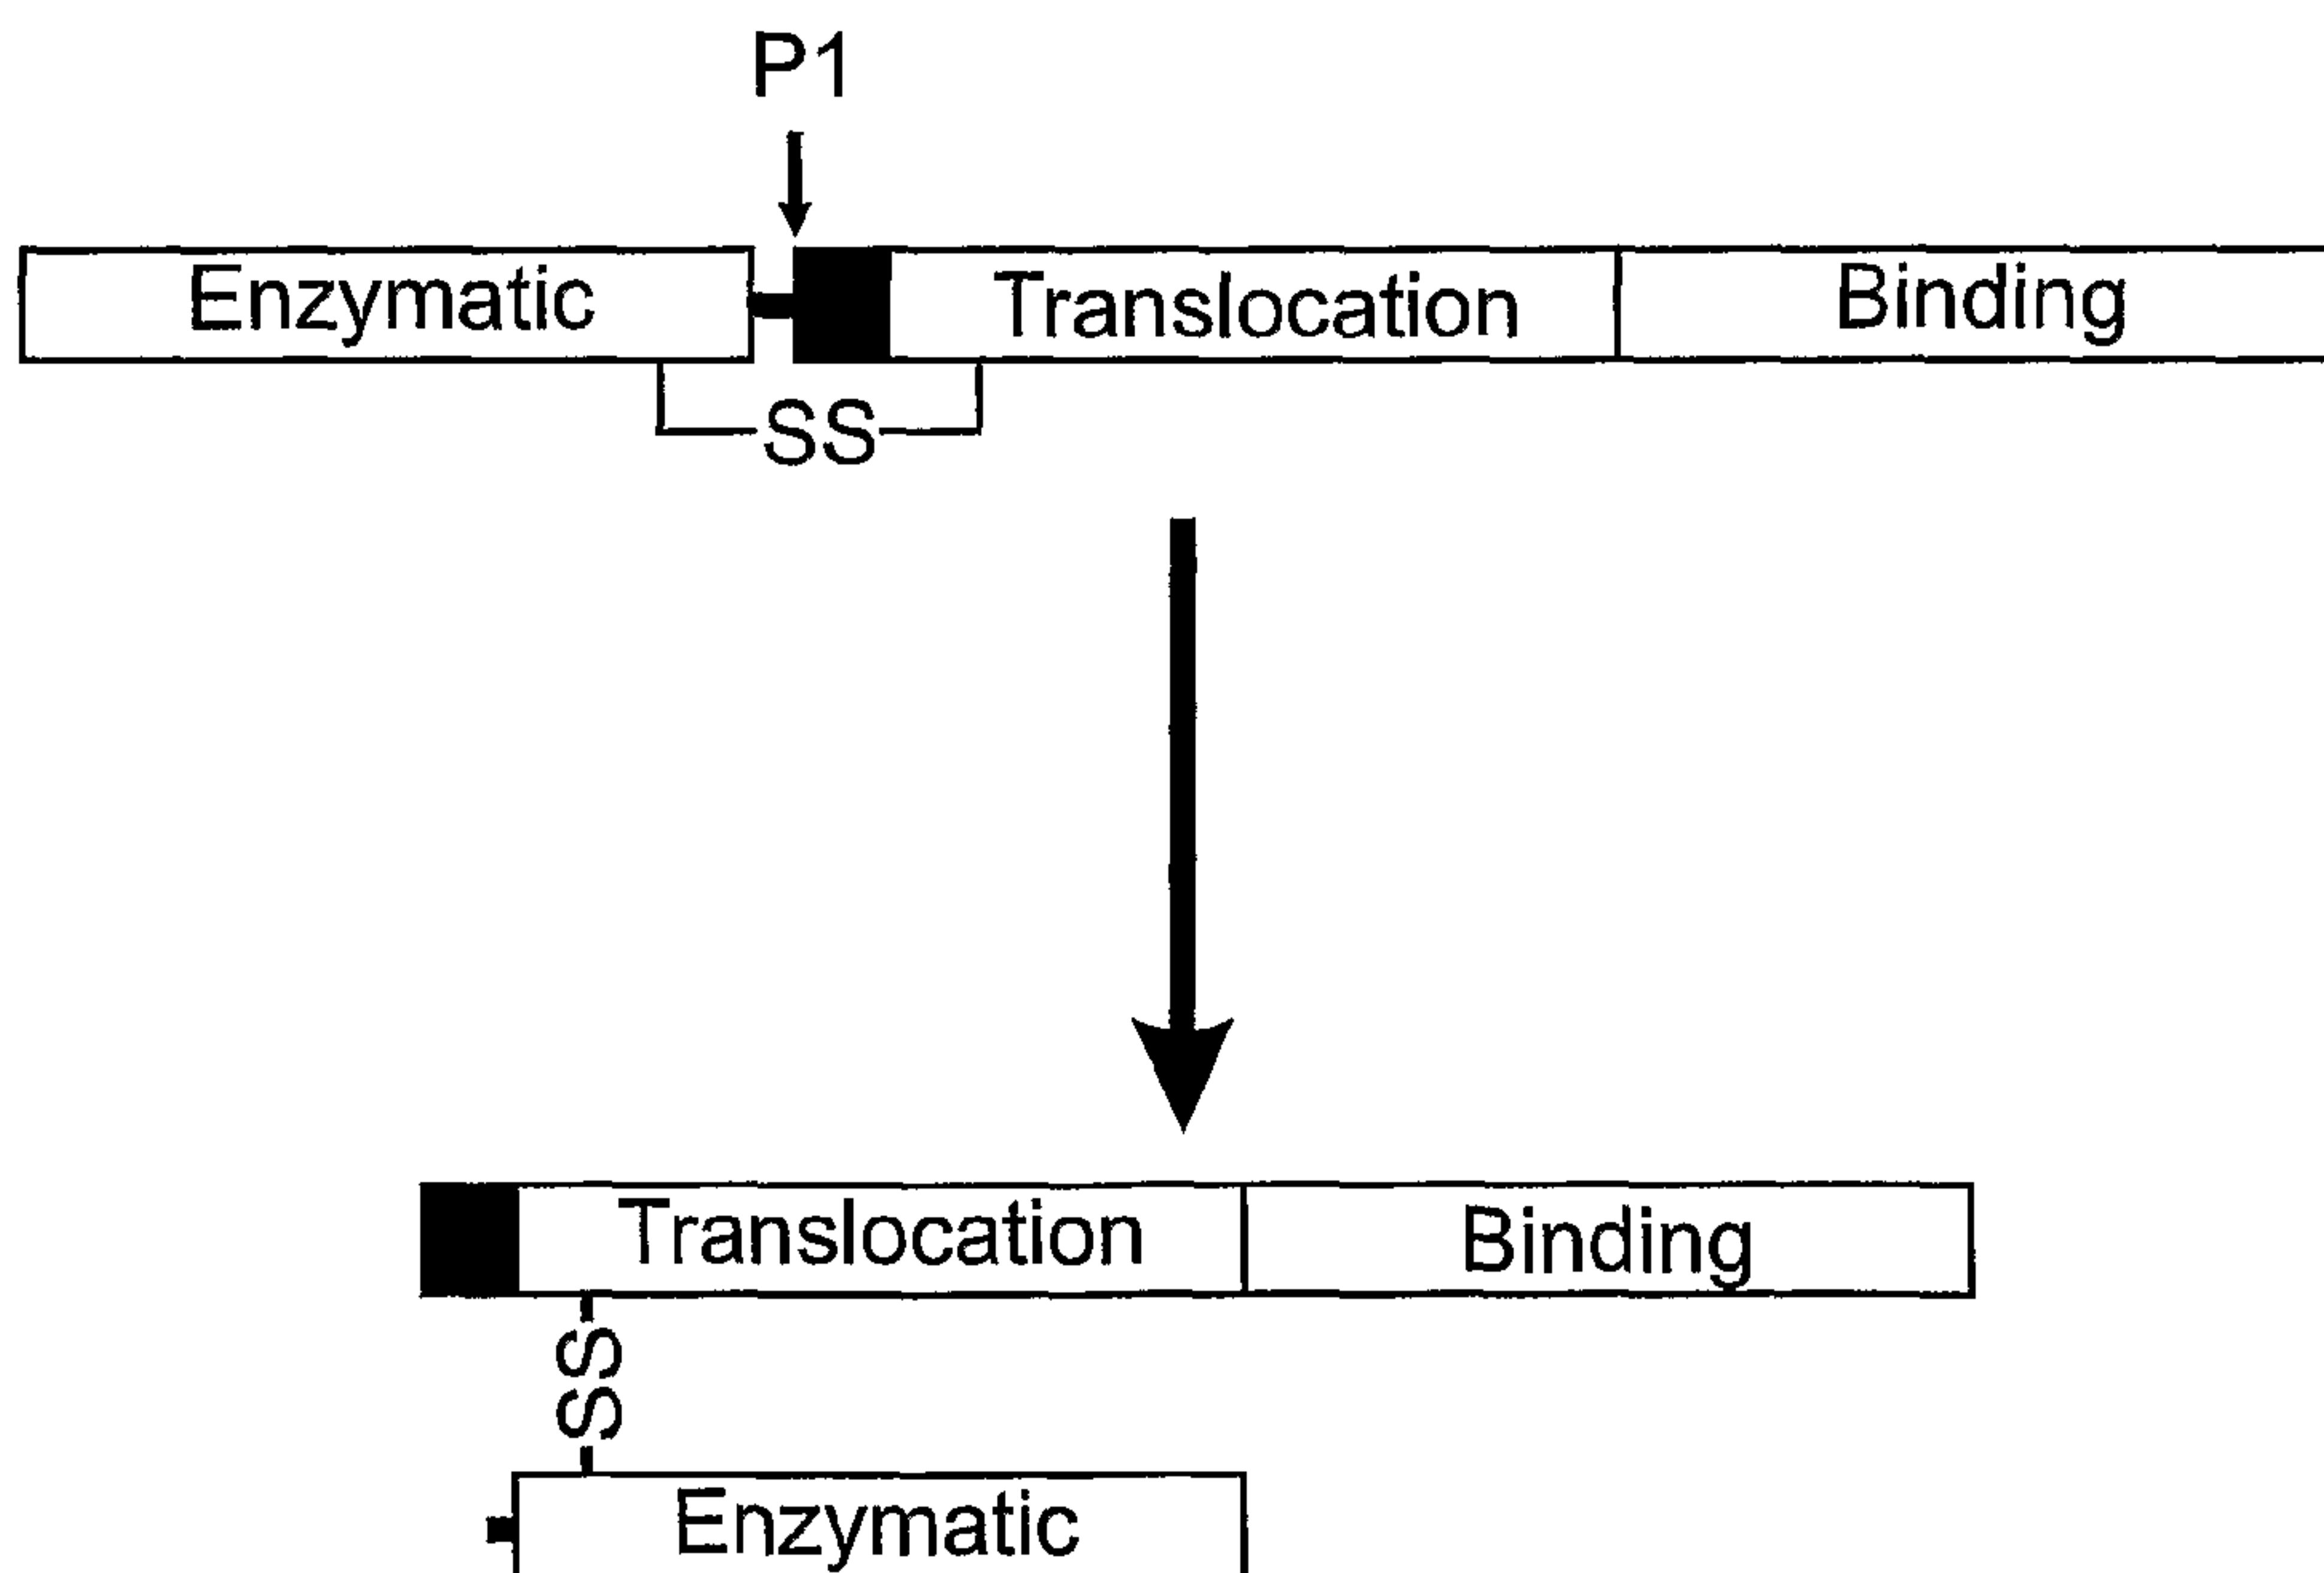 P1
Enzymatic Translocation Binding
SS
Translocation Binding
SS
Enzymatic